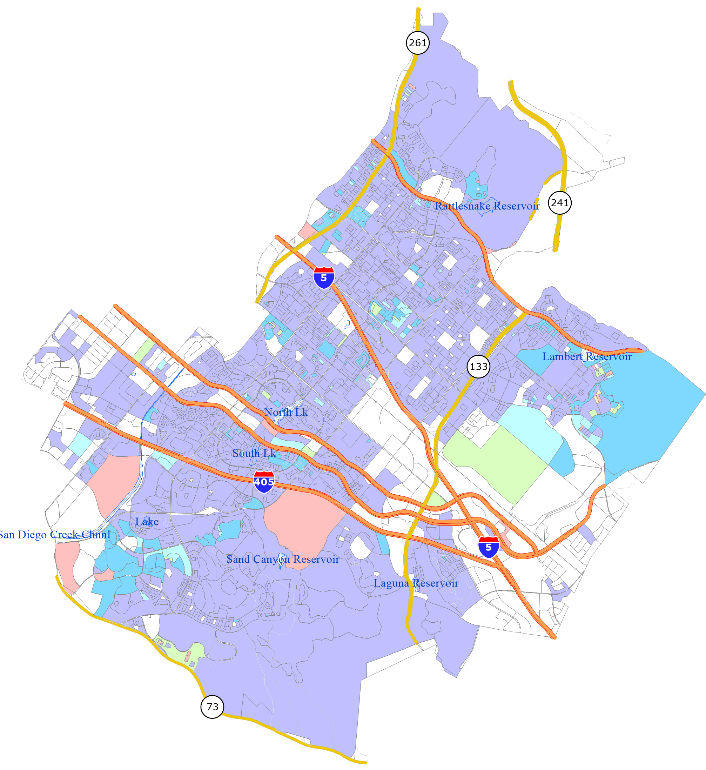 261
Rattlesnake Reservoir
241
5
Lambert Reservoir
133
North Lk
South Lk
405
Lake
San Diego Creek Chnnl
5
Sand Canyon Reservoir
Laguna Reservoir
73